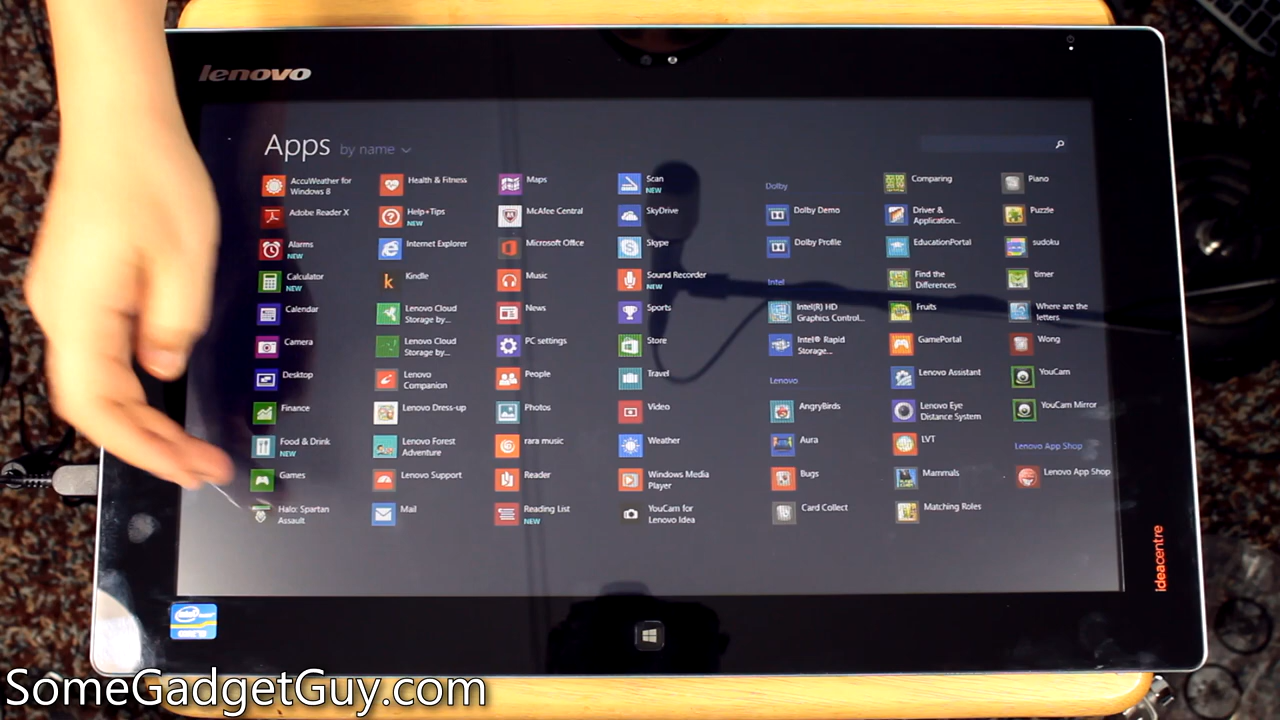 lenovo
Apps by name
AccuWeather for
Windows 8
Adobe Reader X
Alarms
NEW
Calculator
NEW
Calendar
Camera
Desktop
Finance
Food & Drink
NEW
Games
Halo: Spartan
Assault
Health & Fitness
Help+Tips
NEW
Internet Explorer
Kindle
Lenovo Cloud
Storage by...
Lenovo Cloud
Storage by...
Lenovo
Companion
Lenovo Dress-up
Lenovo Forest
Adventure
Lenovo Support
Mail
Maps
McAfee Central
Microsoft Office
Music
News
PC settings
People
Photos
rara music
Reader
Reading List
NEW
Scan
NEW
SkyDrive
Skype
Sound Recorder
NEW
Sports
Store
Travel
Video
Weather
Windows Media
Player
YouCam for
Lenovo Idea
Dolby
Dolby Demo
Dolby Profile
Intel
Intel(R) HD
Graphics Control...
Intel® Rapid
Storage...
Lenovo
AngryBirds
Aura
Bugs
Card Collect
Comparing
Driver &
Application...
EducationPortal
Find the
Differences
Fruits
GamePortal
Lenovo Assistant
Lenovo Eye
Distance System
LVT
Mammals
Matching Roles
Piano
Puzzle
sudoku
timer
Where are the
letters
Wong
YouCam
YouCam Mirror
Lenovo App Shop
Lenovo App Shop
ideacentre
intel
SomeGadgetGuy.com